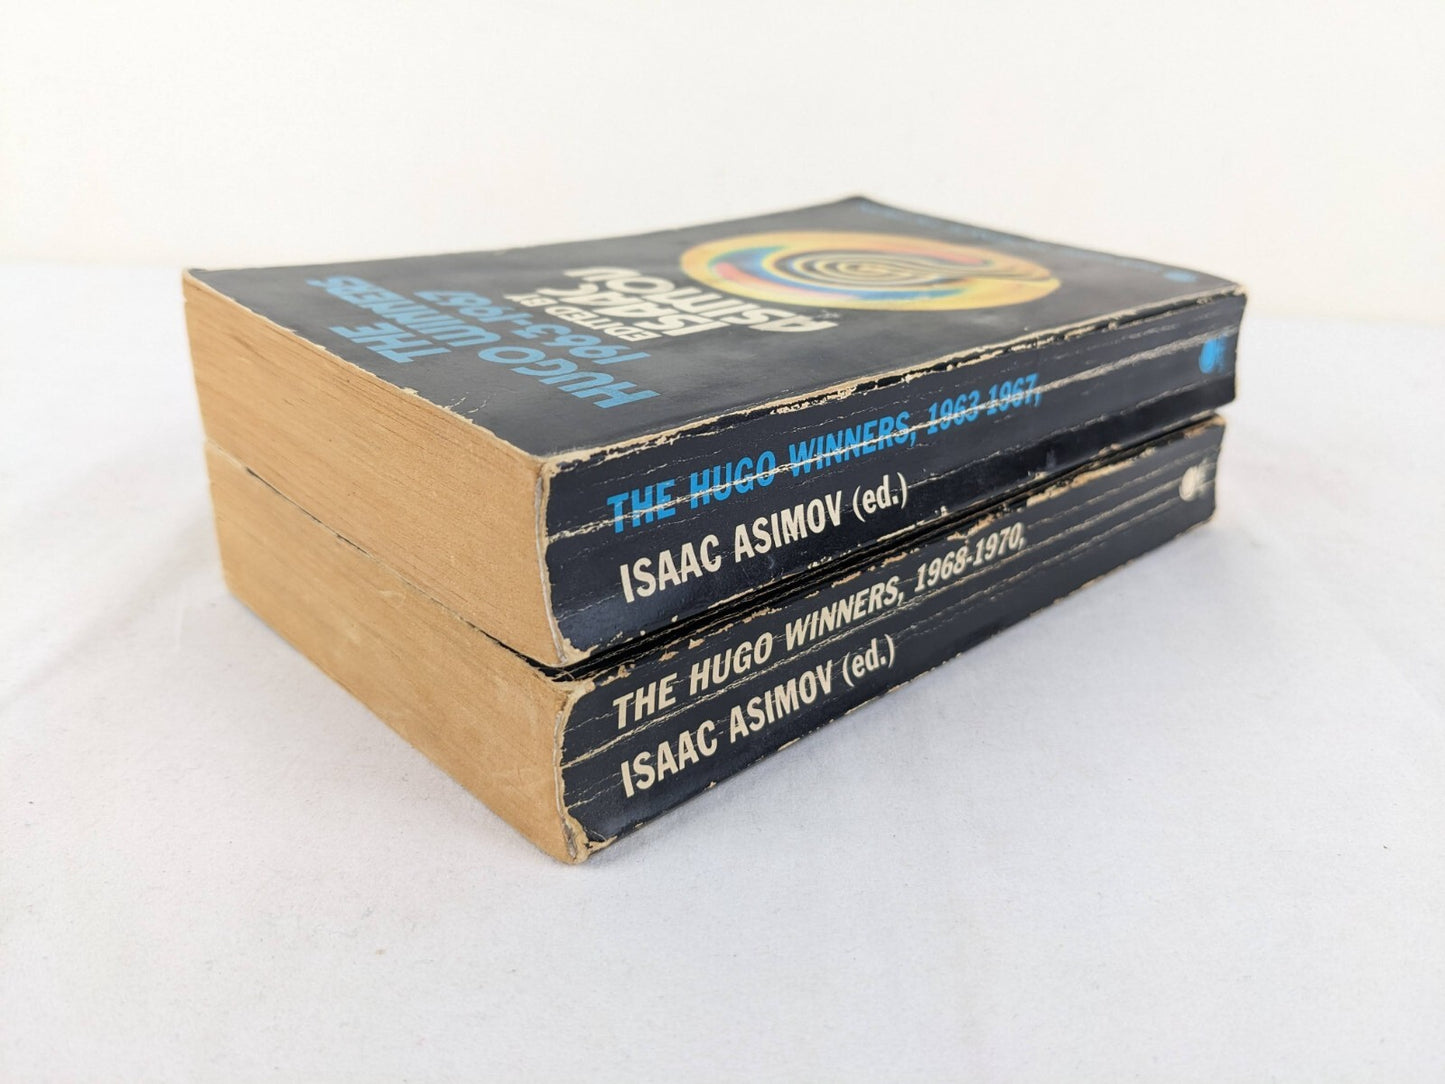 THE
HUGO WINNERS
1963-1967
EDITED BY
ISAAC
ASIMOV
THE HUGO WINNERS, 1963-1967,
ISAAC ASIMOV (ed.)
THE HUGO WINNERS, 1968-1970,
ISAAC ASIMOV (ed.)